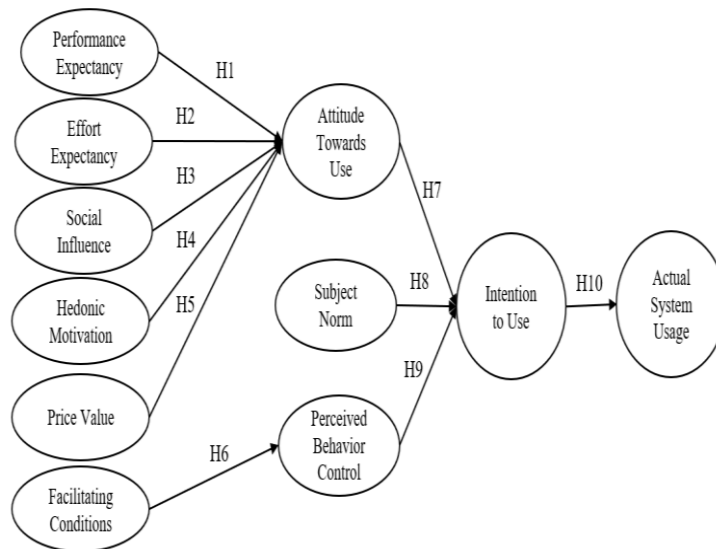 Performance
Expectancy
H1
Effort
Expectancy
H2
Attitude
Towards
Use
H3
Social
Influence
H4
H7
Hedonic
Motivation
H5
Subject
Norm
H8
Intention
to Use
H10
Actual
System
Usage
H9
Price Value
Perceived
Behavior
Control
H6
Facilitating
Conditions